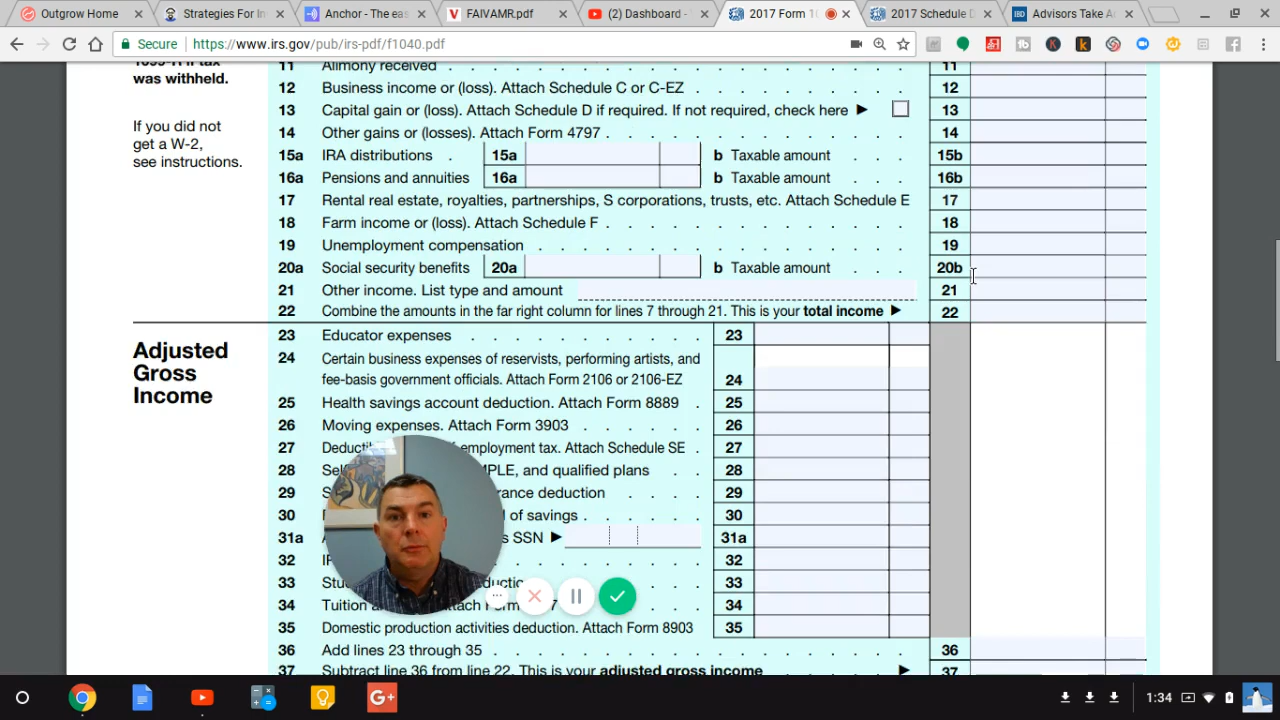 Outgrow Home
Strategies For In
Anchor - The eas
FAIVAMR.pdf
(2) Dashboard -
2017 Form 1
2017 Schedule D
Advisors Take A
Secure
https://www.irs.gov/pub/irs-pdf/f1040.pdf
1099-R if tax
was withheld.
If you did not
get a W-2,
see instructions.
11 Alimony received 11
12 Business income or (loss). Attach Schedule C or C-EZ 12
13 Capital gain or (loss). Attach Schedule D if required. If not required, check here ▶ 13
14 Other gains or (losses). Attach Form 4797 14
15a IRA distributions 15a b Taxable amount 15b
16a Pensions and annuities 16a b Taxable amount 16b
17 Rental real estate, royalties, partnerships, S corporations, trusts, etc. Attach Schedule E 17
18 Farm income or (loss). Attach Schedule F 18
19 Unemployment compensation 19
20a Social security benefits 20a b Taxable amount 20b
21 Other income. List type and amount 21
22 Combine the amounts in the far right column for lines 7 through 21. This is your total income ▶ 22
Adjusted
Gross
Income
23 Educator expenses 23
24 Certain business expenses of reservists, performing artists, and
fee-basis government officials. Attach Form 2106 or 2106-EZ 24
25 Health savings account deduction. Attach Form 8889 25
26 Moving expenses. Attach Form 3903 26
27 Deductib employment tax. Attach Schedule SE 27
28 Sel MPLE, and qualified plans 28
29 S rance deduction 29
30 l of savings 30
31a s SSN ▶ 31a
32 32
33 Stu ductio 33
34 Tuition a ttach Form 7 34
35 Domestic production activities deduction. Attach Form 8903 35
36 Add lines 23 through 35 36
37 Subtract line 36 from line 22. This is your adjusted gross income ▶ 37
1:34